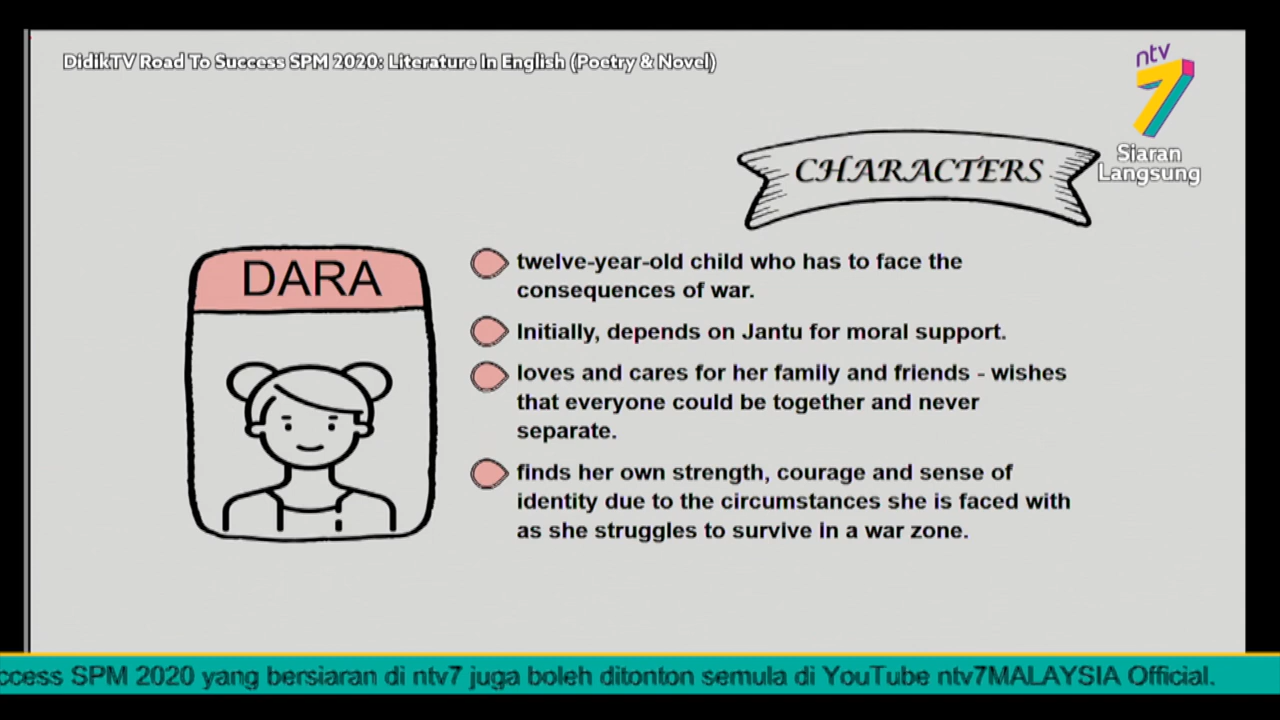 DidikTV Road To Success SPM 2020: Literature In English (Poetry & Novel)
ntv
7
Siaran
Langsung
CHARACTERS
DARA
twelve-year-old child who has to face the
consequences of war.
Initially, depends on Jantu for moral support.
loves and cares for her family and friends - wishes
that everyone could be together and never
separate.
finds her own strength, courage and sense of
identity due to the circumstances she is faced with
as she struggles to survive in a war zone.
ccess SPM 2020 yang bersiaran di ntv7 juga boleh ditonton semula di YouTube ntv7MALAYSIA Official.